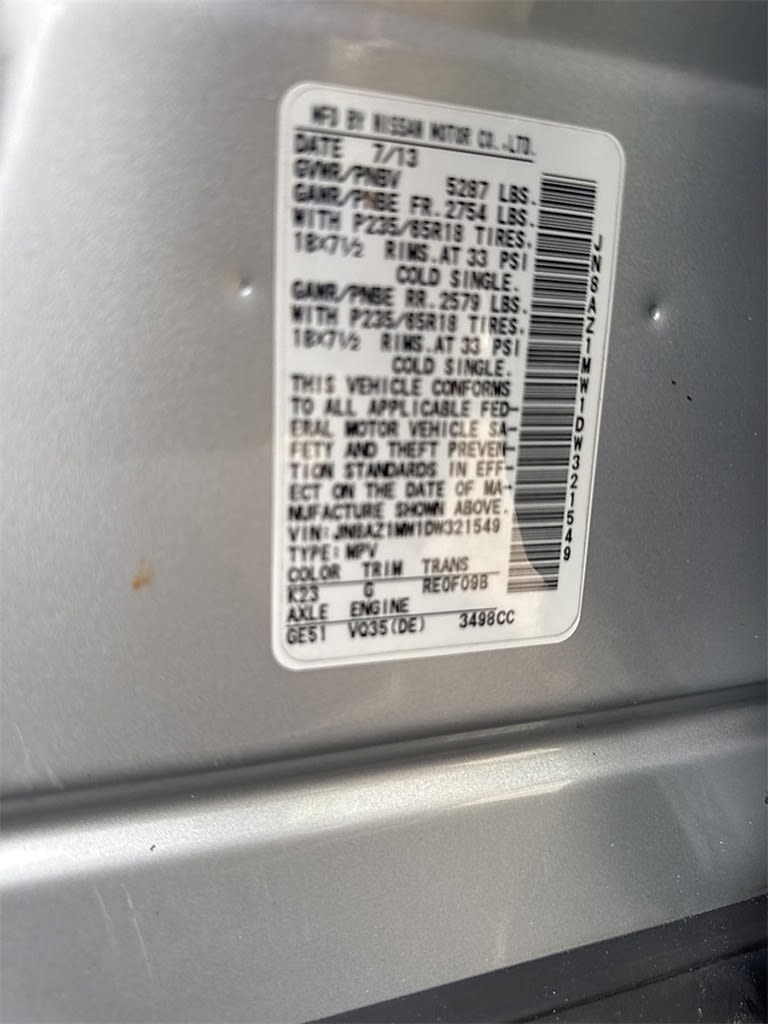 MFD BY NISSAN MOTOR CO.,LTD.
DATE 7/13
GVWR/PNBV 5287 LBS.
GAWR/PNBE FR. 2754 LBS.
WITH P235/65R18 TIRES.
18×7½ RIMS.AT 33 PSI
COLD SINGLE.
GAWR/PNBE RR. 2579 LBS.
WITH P235/65R18 TIRES.
18×7½ RIMS.AT 33 PSI
COLD SINGLE.
THIS VEHICLE CONFORMS
TO ALL APPLICABLE FED-
ERAL MOTOR VEHICLE SA-
FETY AND THEFT PREVEN-
TION STANDARDS IN EFF-
ECT ON THE DATE OF MA-
NUFACTURE SHOWN ABOVE.
VIN: JN8AZ1MW1DW321549
TYPE: MPV
COLOR TRIM TRANS
K23 G RE0F09B
AXLE ENGINE
GE51 VQ35(DE) 3498CC
JN8AZ1MW1DW321549